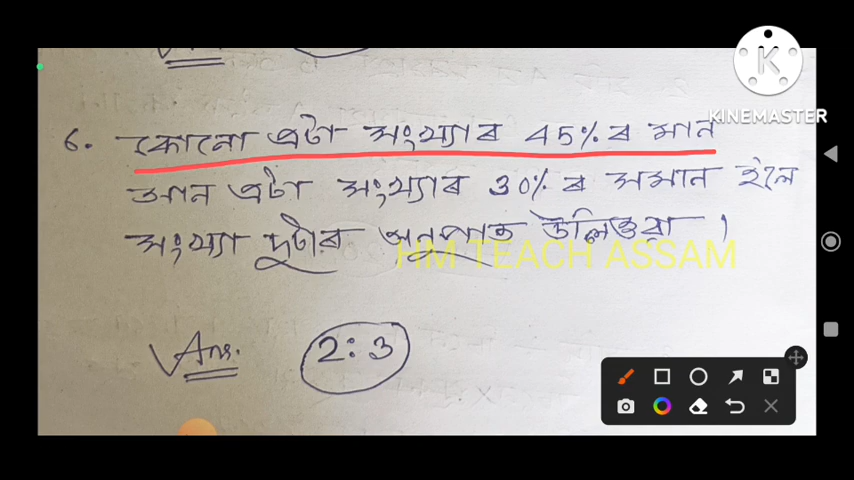 KINEMASTER
6. কোনো এটা সংখ্যাৰ 45% ৰ মান
আন এটা সংখ্যাৰ 30% ৰ সমান হ'লে
সংখ্যা দুটাৰ অনুপাত উলিওৱা ।
HM TEACH ASSAM
Ans. 2:3